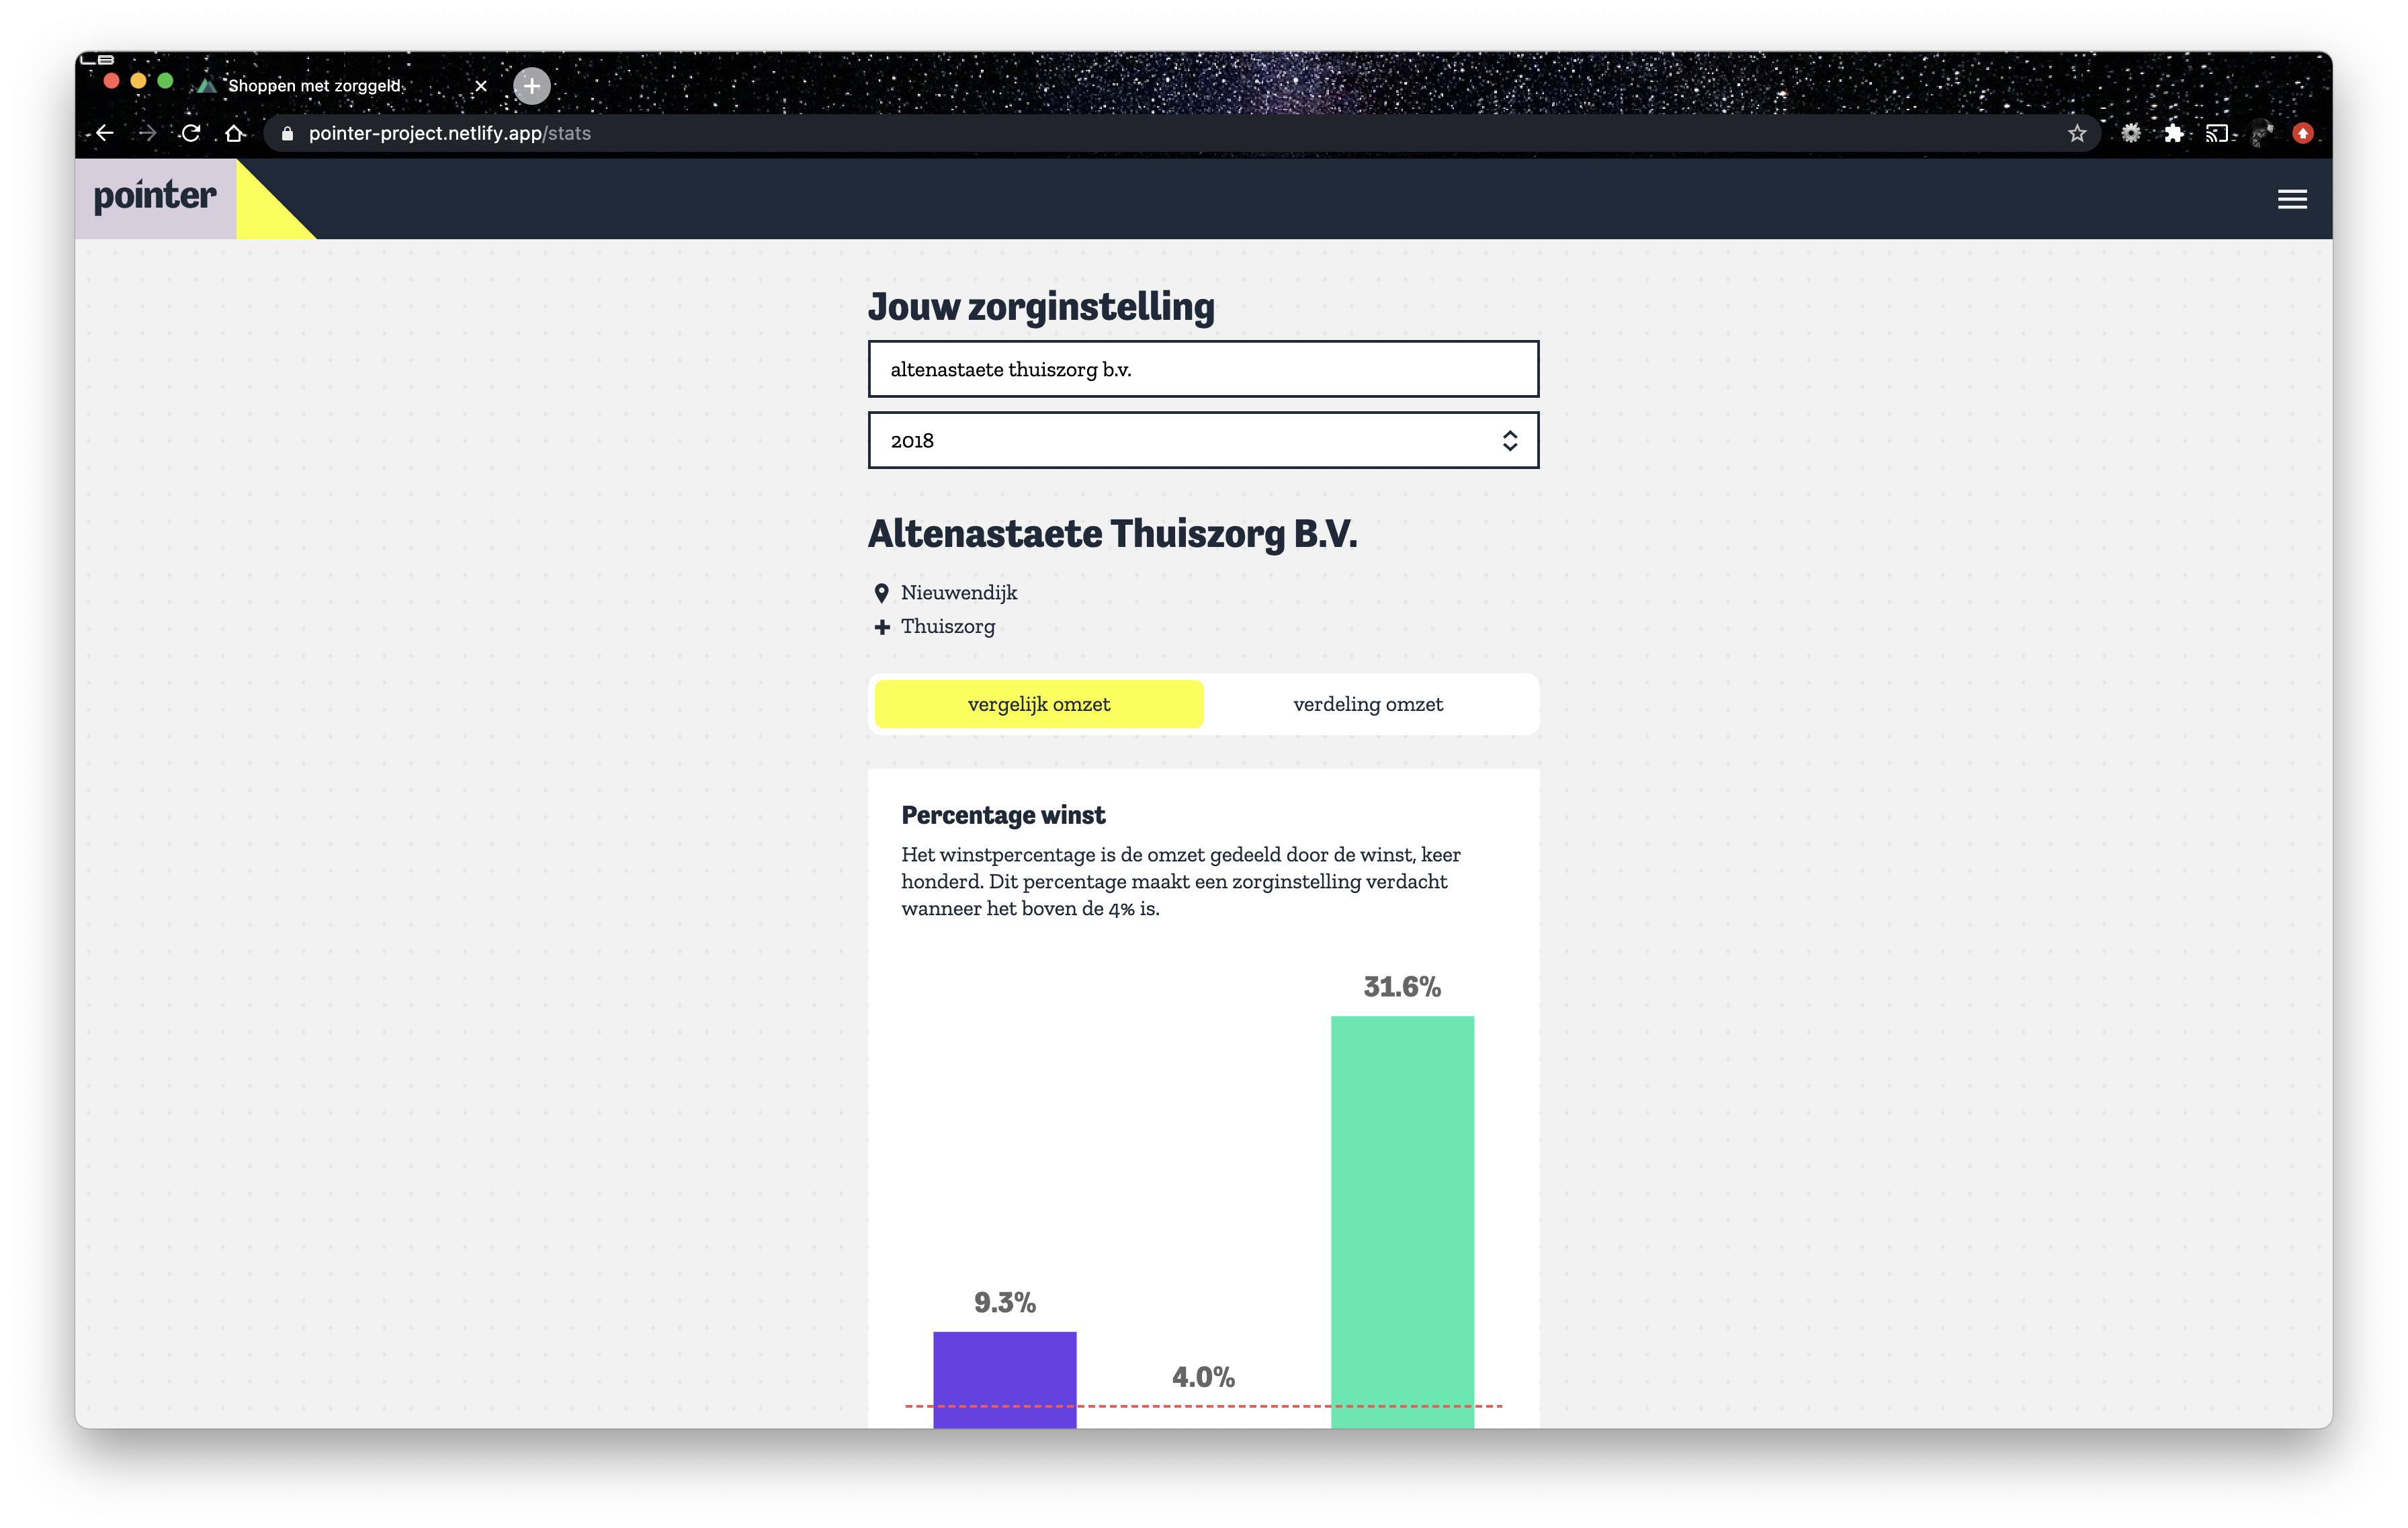 Shoppen met zorggeld
pointer-project.netlify.app/stats
pointer
Jouw zorginstelling
altenastaete thuiszorg b.v.
2018
Altenastaete Thuiszorg B.V.
Nieuwendijk
Thuiszorg
vergelijk omzet
verdeling omzet
Percentage winst
Het winstpercentage is de omzet gedeeld door de winst, keer
honderd. Dit percentage maakt een zorginstelling verdacht
wanneer het boven de 4% is.
31.6%
9.3%
4.0%